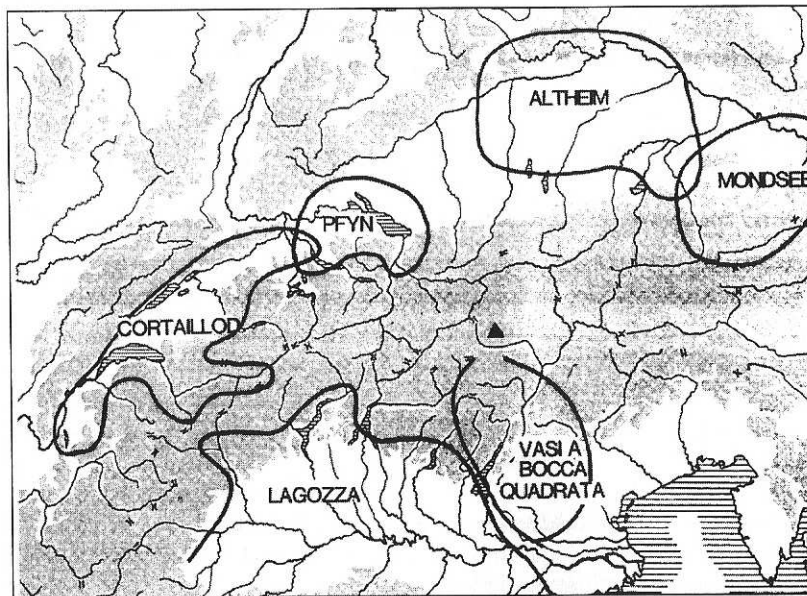 ALTHEIM
MONDSEE
PFYN
CORTAILLOD
VASI A
BOCCA
QUADRATA
LAGOZZA